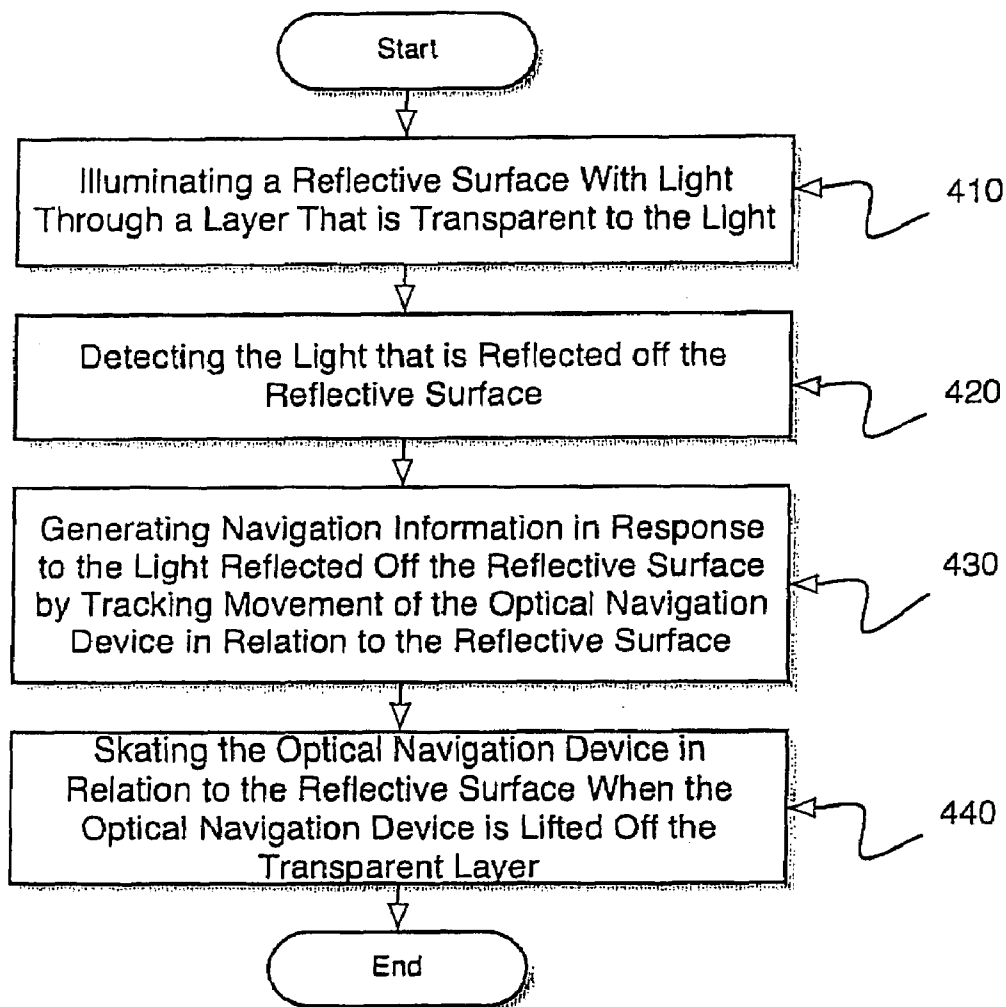 Start
Illuminating a Reflective Surface With Light
Through a Layer That is Transparent to the Light
410
Detecting the Light that is Reflected off the
Reflective Surface
420
Generating Navigation Information in Response
to the Light Reflected Off the Reflective Surface
by Tracking Movement of the Optical Navigation
Device in Relation to the Reflective Surface
430
Skating the Optical Navigation Device in
Relation to the Reflective Surface When the
Optical Navigation Device is Lifted Off the
Transparent Layer
440
End